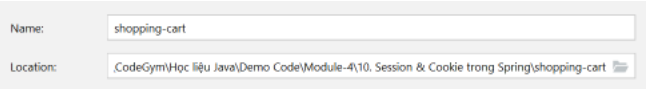 Name: shopping-cart
Location: CodeGym\Học liệu Java\Demo Code\Module-4\10. Session & Cookie trong Spring\shopping-cart